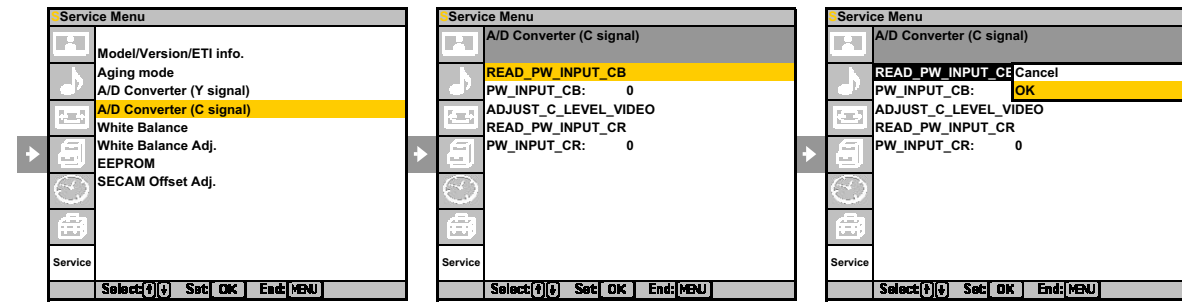 Service Menu
Model/Version/ETI info.
Aging mode
A/D Converter (Y signal)
A/D Converter (C signal)
White Balance
White Balance Adj.
EEPROM
SECAM Offset Adj.
Service
Select: Set: OK End: MENU
Service Menu
A/D Converter (C signal)
READ_PW_INPUT_CB
PW_INPUT_CB: 0
ADJUST_C_LEVEL_VIDEO
READ_PW_INPUT_CR
PW_INPUT_CR: 0
Service
Select: Set: OK End: MENU
Service Menu
A/D Converter (C signal)
READ_PW_INPUT_CB Cancel
PW_INPUT_CB: OK
ADJUST_C_LEVEL_VIDEO
READ_PW_INPUT_CR
PW_INPUT_CR: 0
Service
Select: Set: OK End: MENU